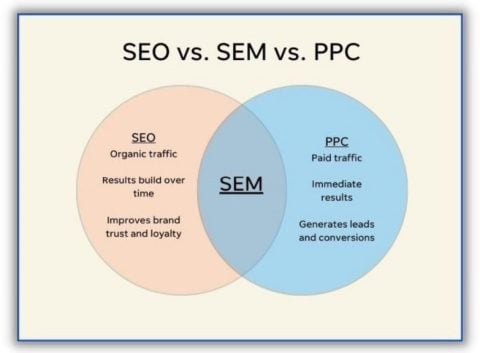 SEO vs. SEM vs. PPC
SEO
Organic traffic
Results build over
time
Improves brand
trust and loyalty
SEM
PPC
Paid traffic
Immediate
results
Generates leads
and conversions